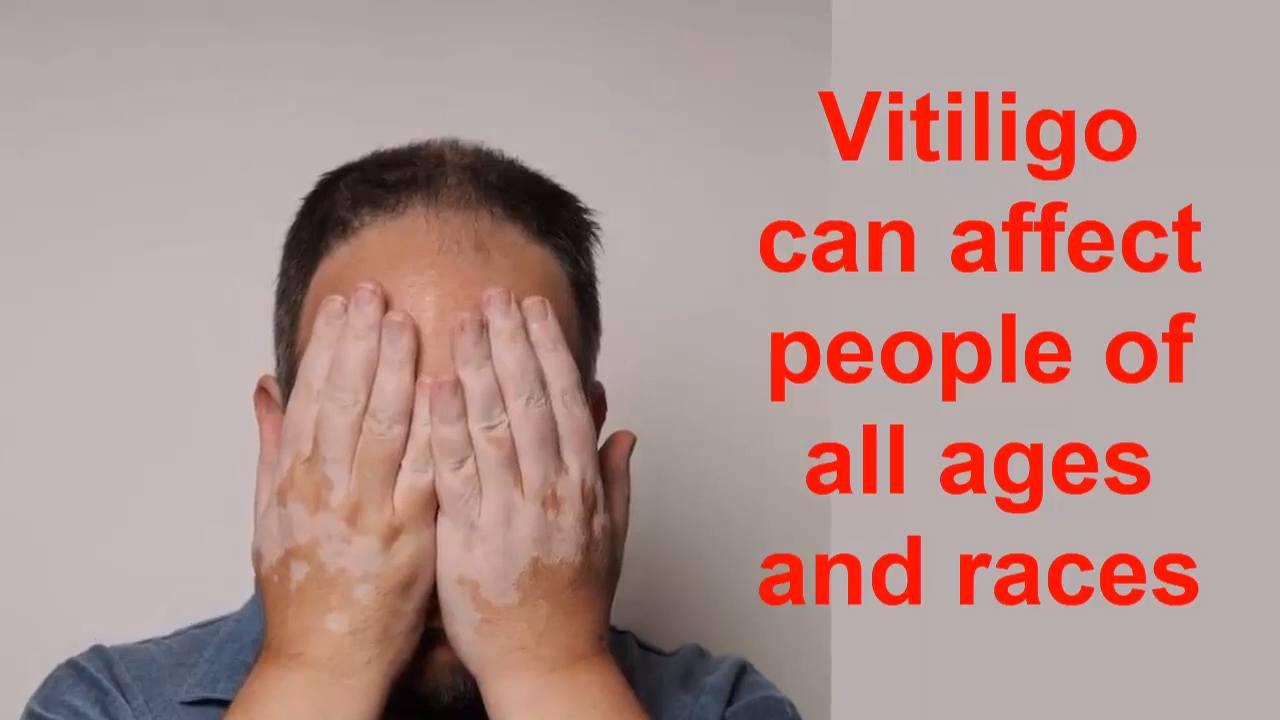 Vitiligo
can affect
people of
all ages
and races